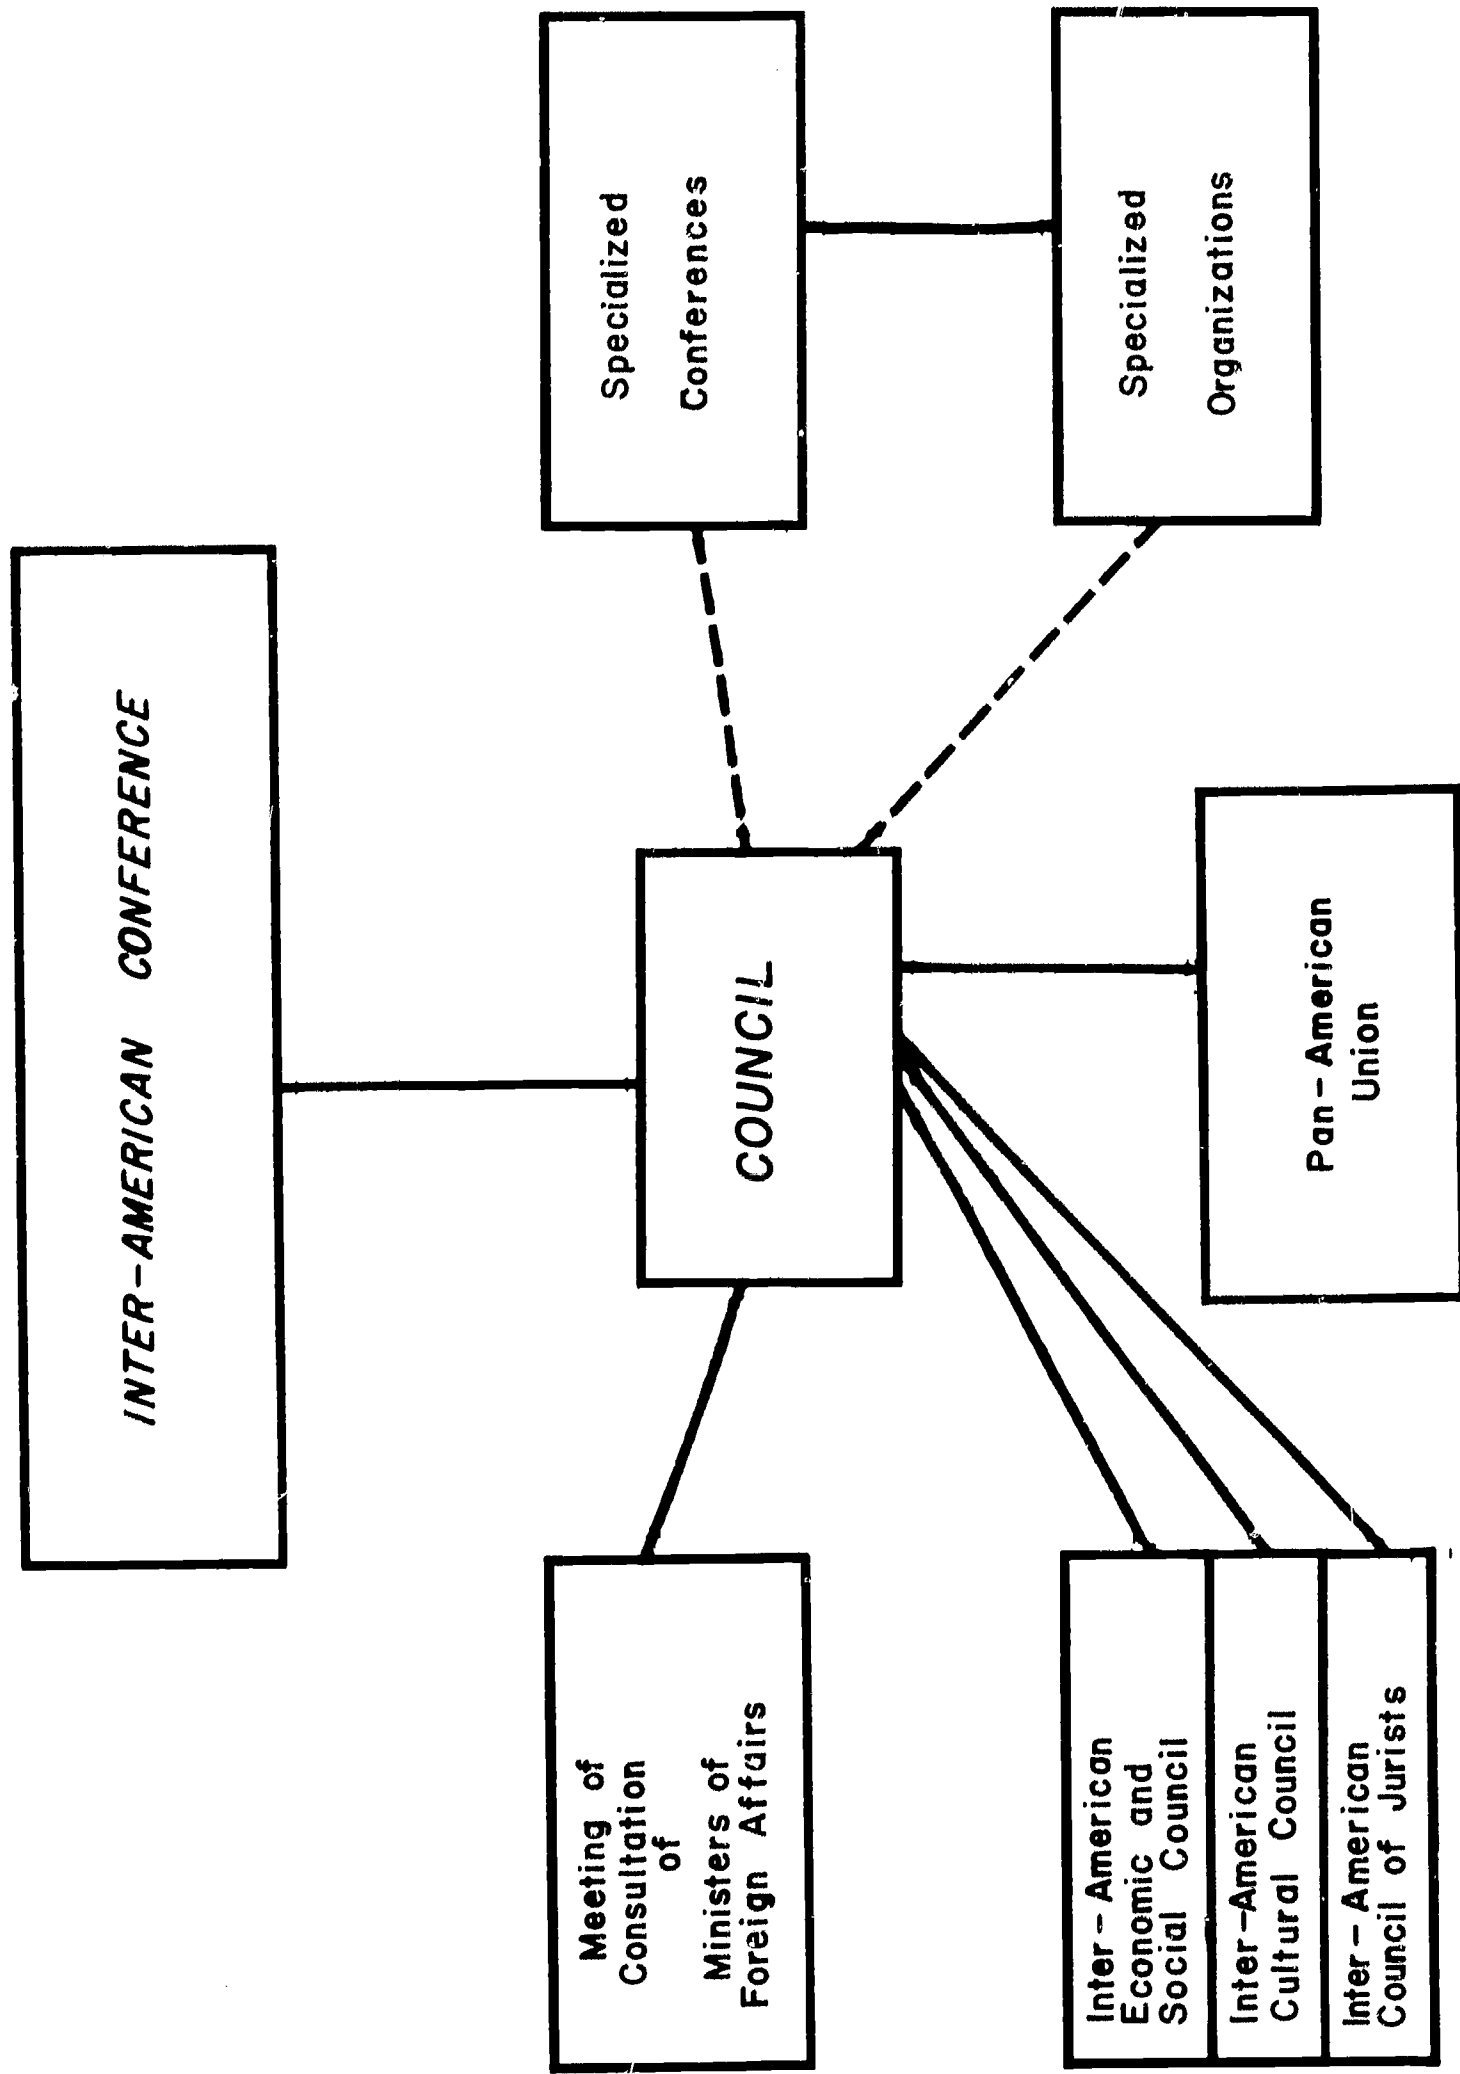 INTER-AMERICAN CONFERENCE
Meeting of
Consultation
of
Ministers of
Foreign Affairs
COUNCIL
Specialized
Conferences
Inter-American
Economic and
Social Council
Inter-American
Cultural Council
Inter-American
Council of Jurists
Pan-American
Union
Specialized
Organizations